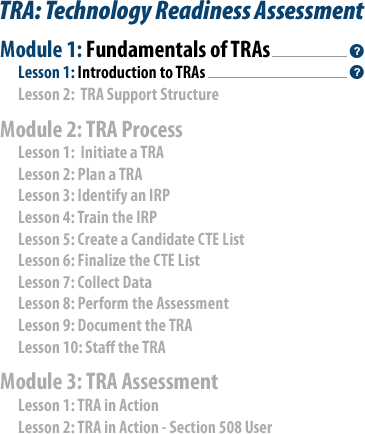 TRA: Technology Readiness Assessment
Module 1: Fundamentals of TRAs ?
Lesson 1: Introduction to TRAs ?
Lesson 2: TRA Support Structure
Module 2: TRA Process
Lesson 1: Initiate a TRA
Lesson 2: Plan a TRA
Lesson 3: Identify an IRP
Lesson 4: Train the IRP
Lesson 5: Create a Candidate CTE List
Lesson 6: Finalize the CTE List
Lesson 7: Collect Data
Lesson 8: Perform the Assessment
Lesson 9: Document the TRA
Lesson 10: Staff the TRA
Module 3: TRA Assessment
Lesson 1: TRA in Action
Lesson 2: TRA in Action - Section 508 User